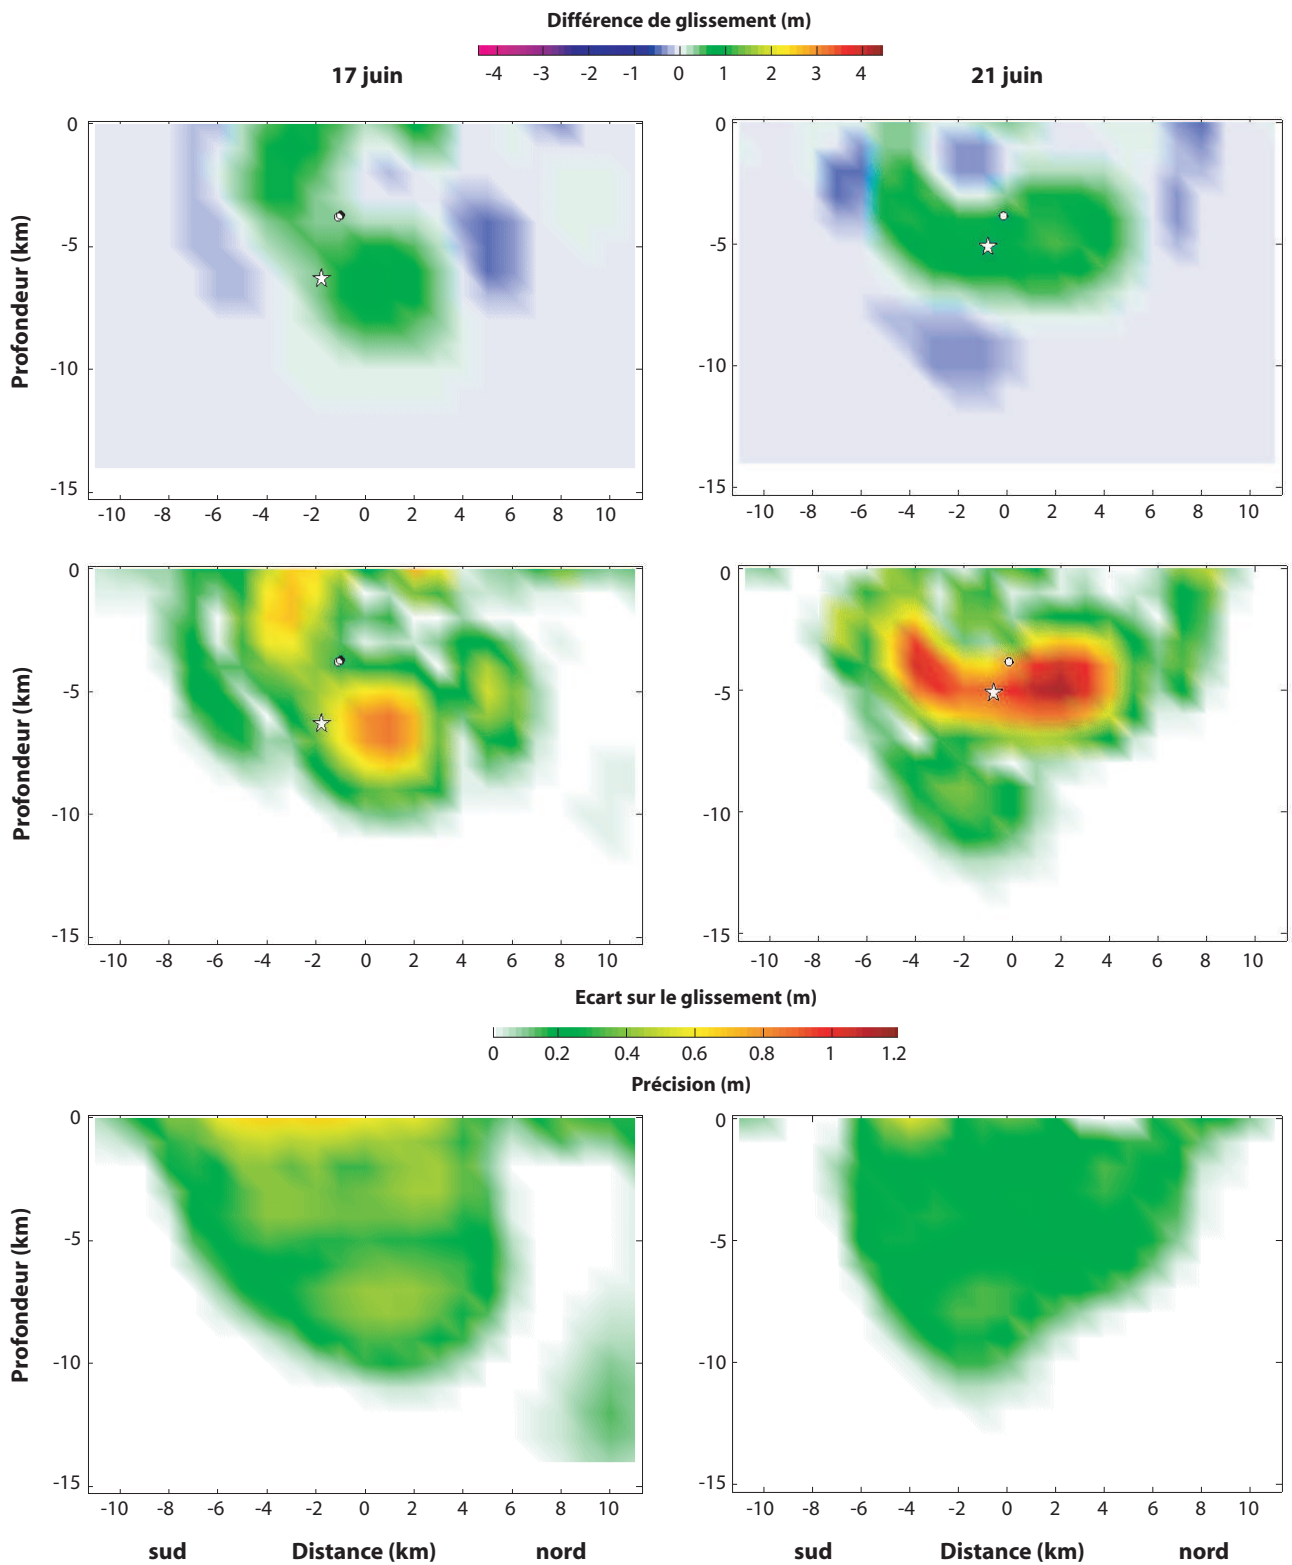 Différence de glissement (m)
17 juin
21 juin
-4 -3 -2 -1 0 1 2 3 4
Profondeur (km)
0
-5
-10
-15
-10 -8 -6 -4 -2 0 2 4 6 8 10
0
-5
-10
-15
-10 -8 -6 -4 -2 0 2 4 6 8 10
Profondeur (km)
0
-5
-10
-15
-10 -8 -6 -4 -2 0 2 4 6 8 10
0
-5
-10
-15
-10 -8 -6 -4 -2 0 2 4 6 8 10
Ecart sur le glissement (m)
0 0.2 0.4 0.6 0.8 1 1.2
Précision (m)
Profondeur (km)
0
-5
-10
-15
-10 -8 -6 -4 -2 0 2 4 6 8 10
0
-5
-10
-15
-10 -8 -6 -4 -2 0 2 4 6 8 10
sud Distance (km) nord
sud Distance (km) nord